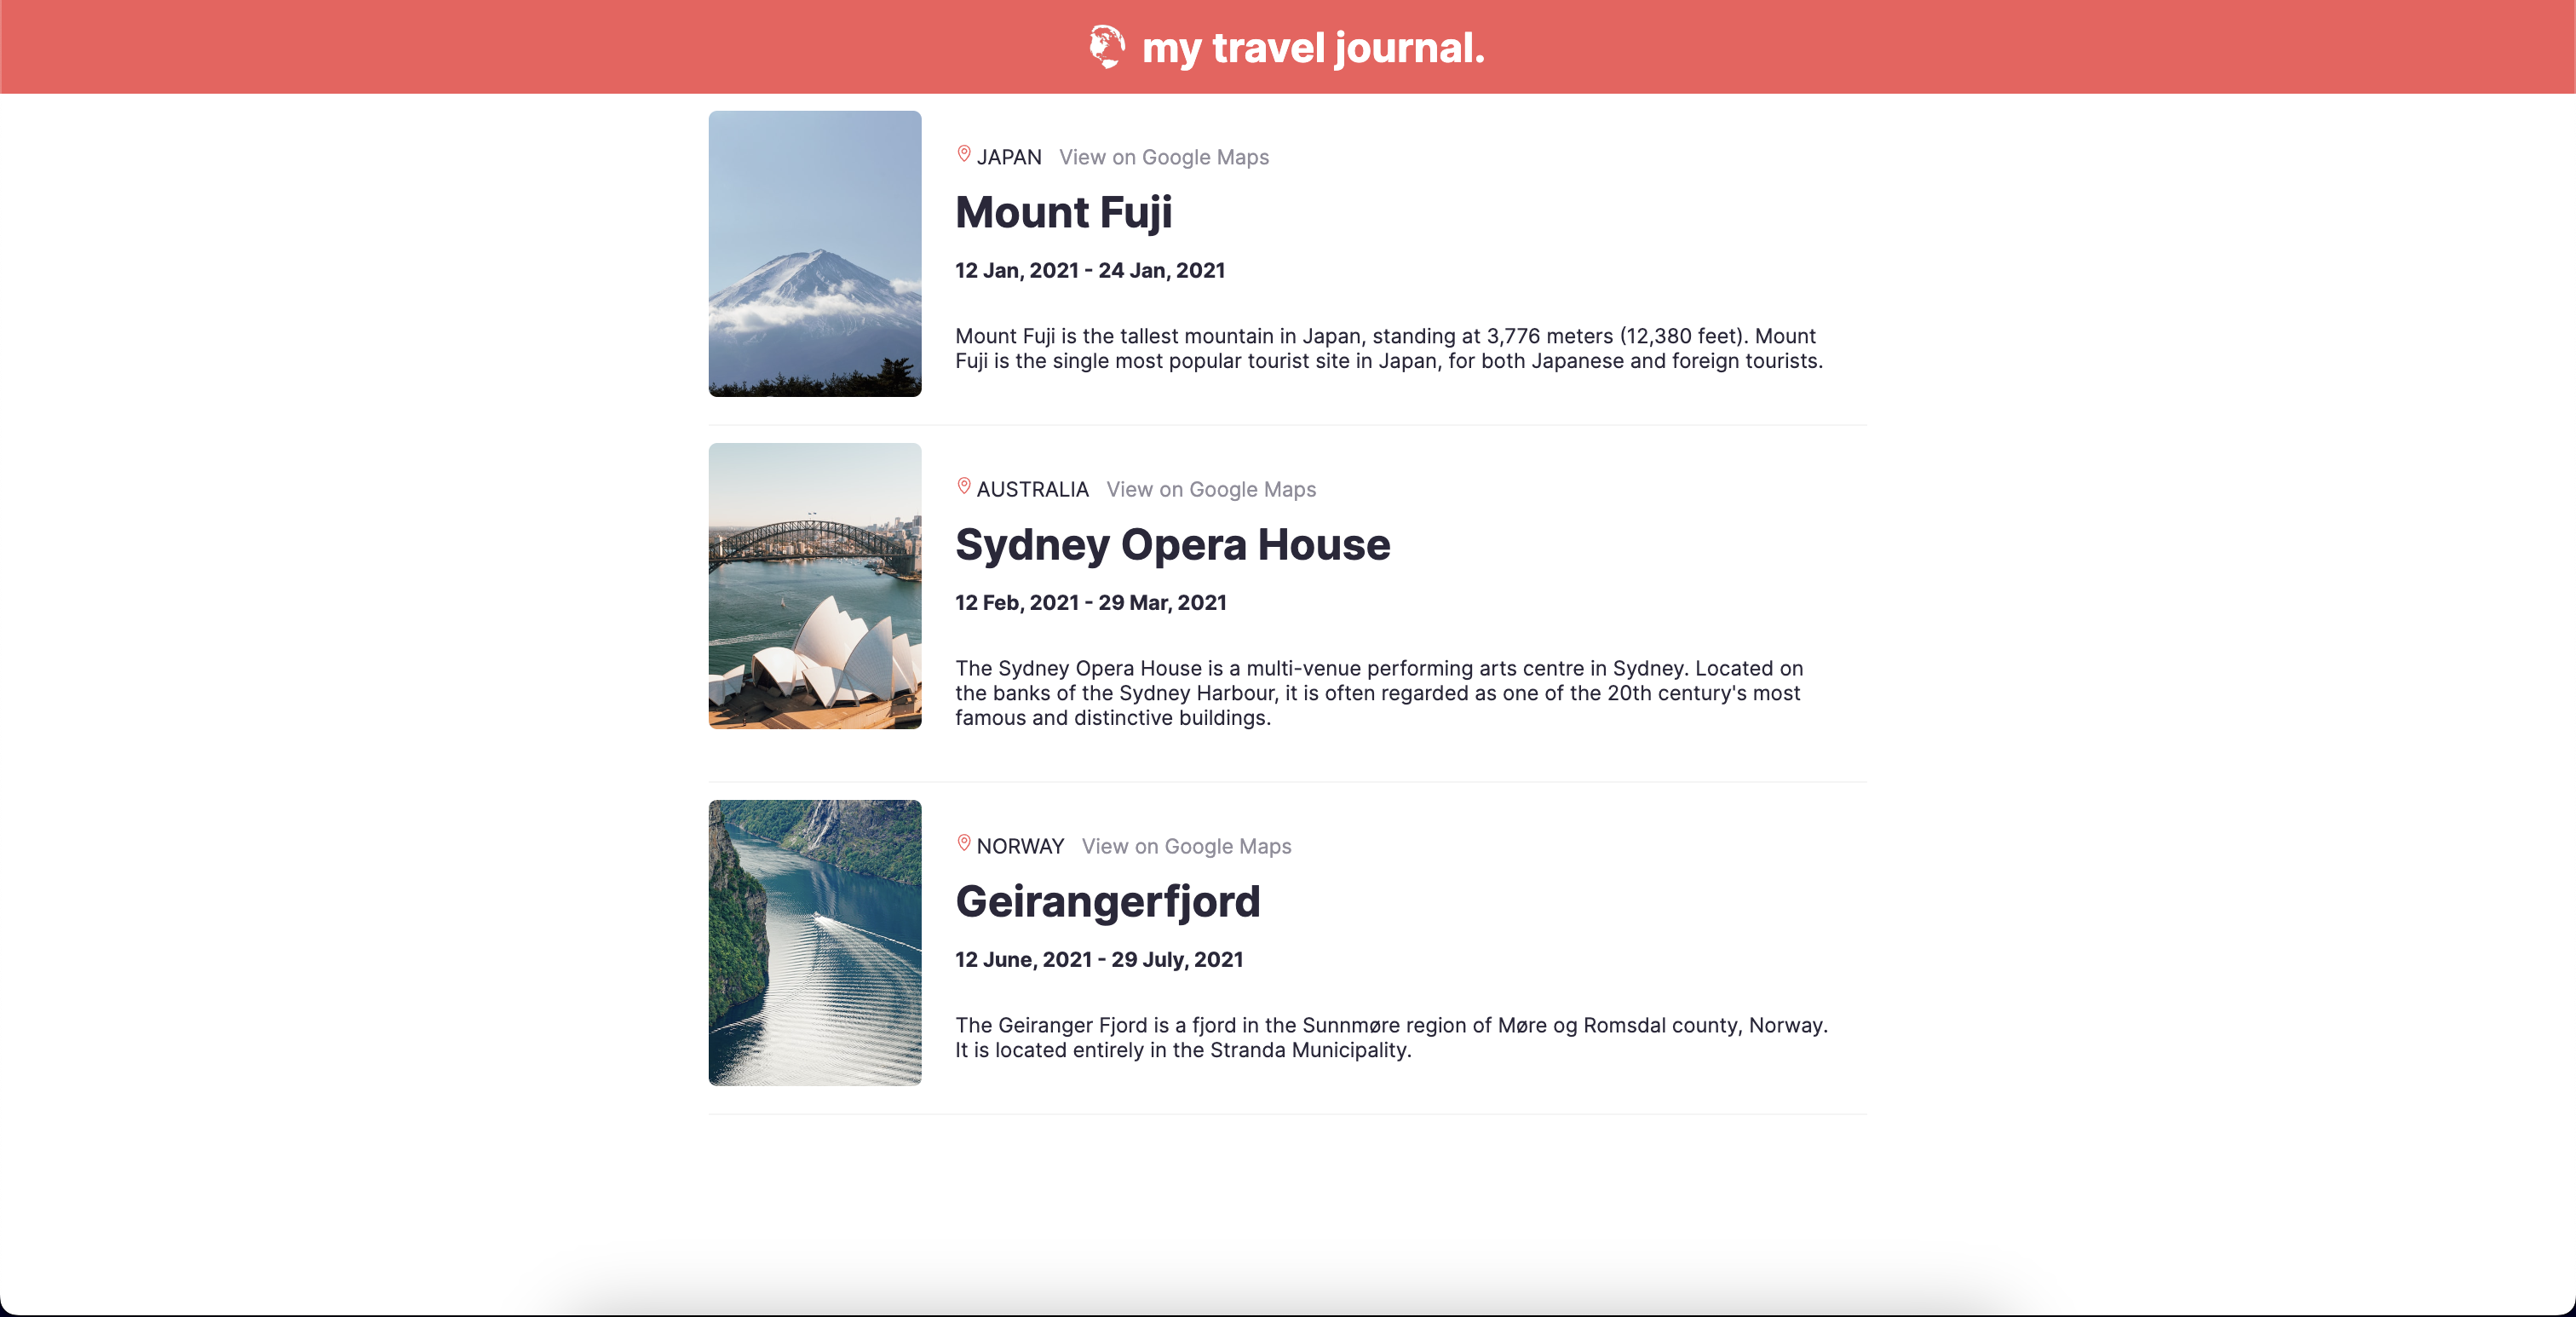 my travel journal.
JAPAN View on Google Maps
Mount Fuji
12 Jan, 2021 - 24 Jan, 2021
Mount Fuji is the tallest mountain in Japan, standing at 3,776 meters (12,380 feet). Mount
Fuji is the single most popular tourist site in Japan, for both Japanese and foreign tourists.
AUSTRALIA View on Google Maps
Sydney Opera House
12 Feb, 2021 - 29 Mar, 2021
The Sydney Opera House is a multi-venue performing arts centre in Sydney. Located on
the banks of the Sydney Harbour, it is often regarded as one of the 20th century's most
famous and distinctive buildings.
NORWAY View on Google Maps
Geirangerfjord
12 June, 2021 - 29 July, 2021
The Geiranger Fjord is a fjord in the Sunnmøre region of Møre og Romsdal county, Norway.
It is located entirely in the Stranda Municipality.